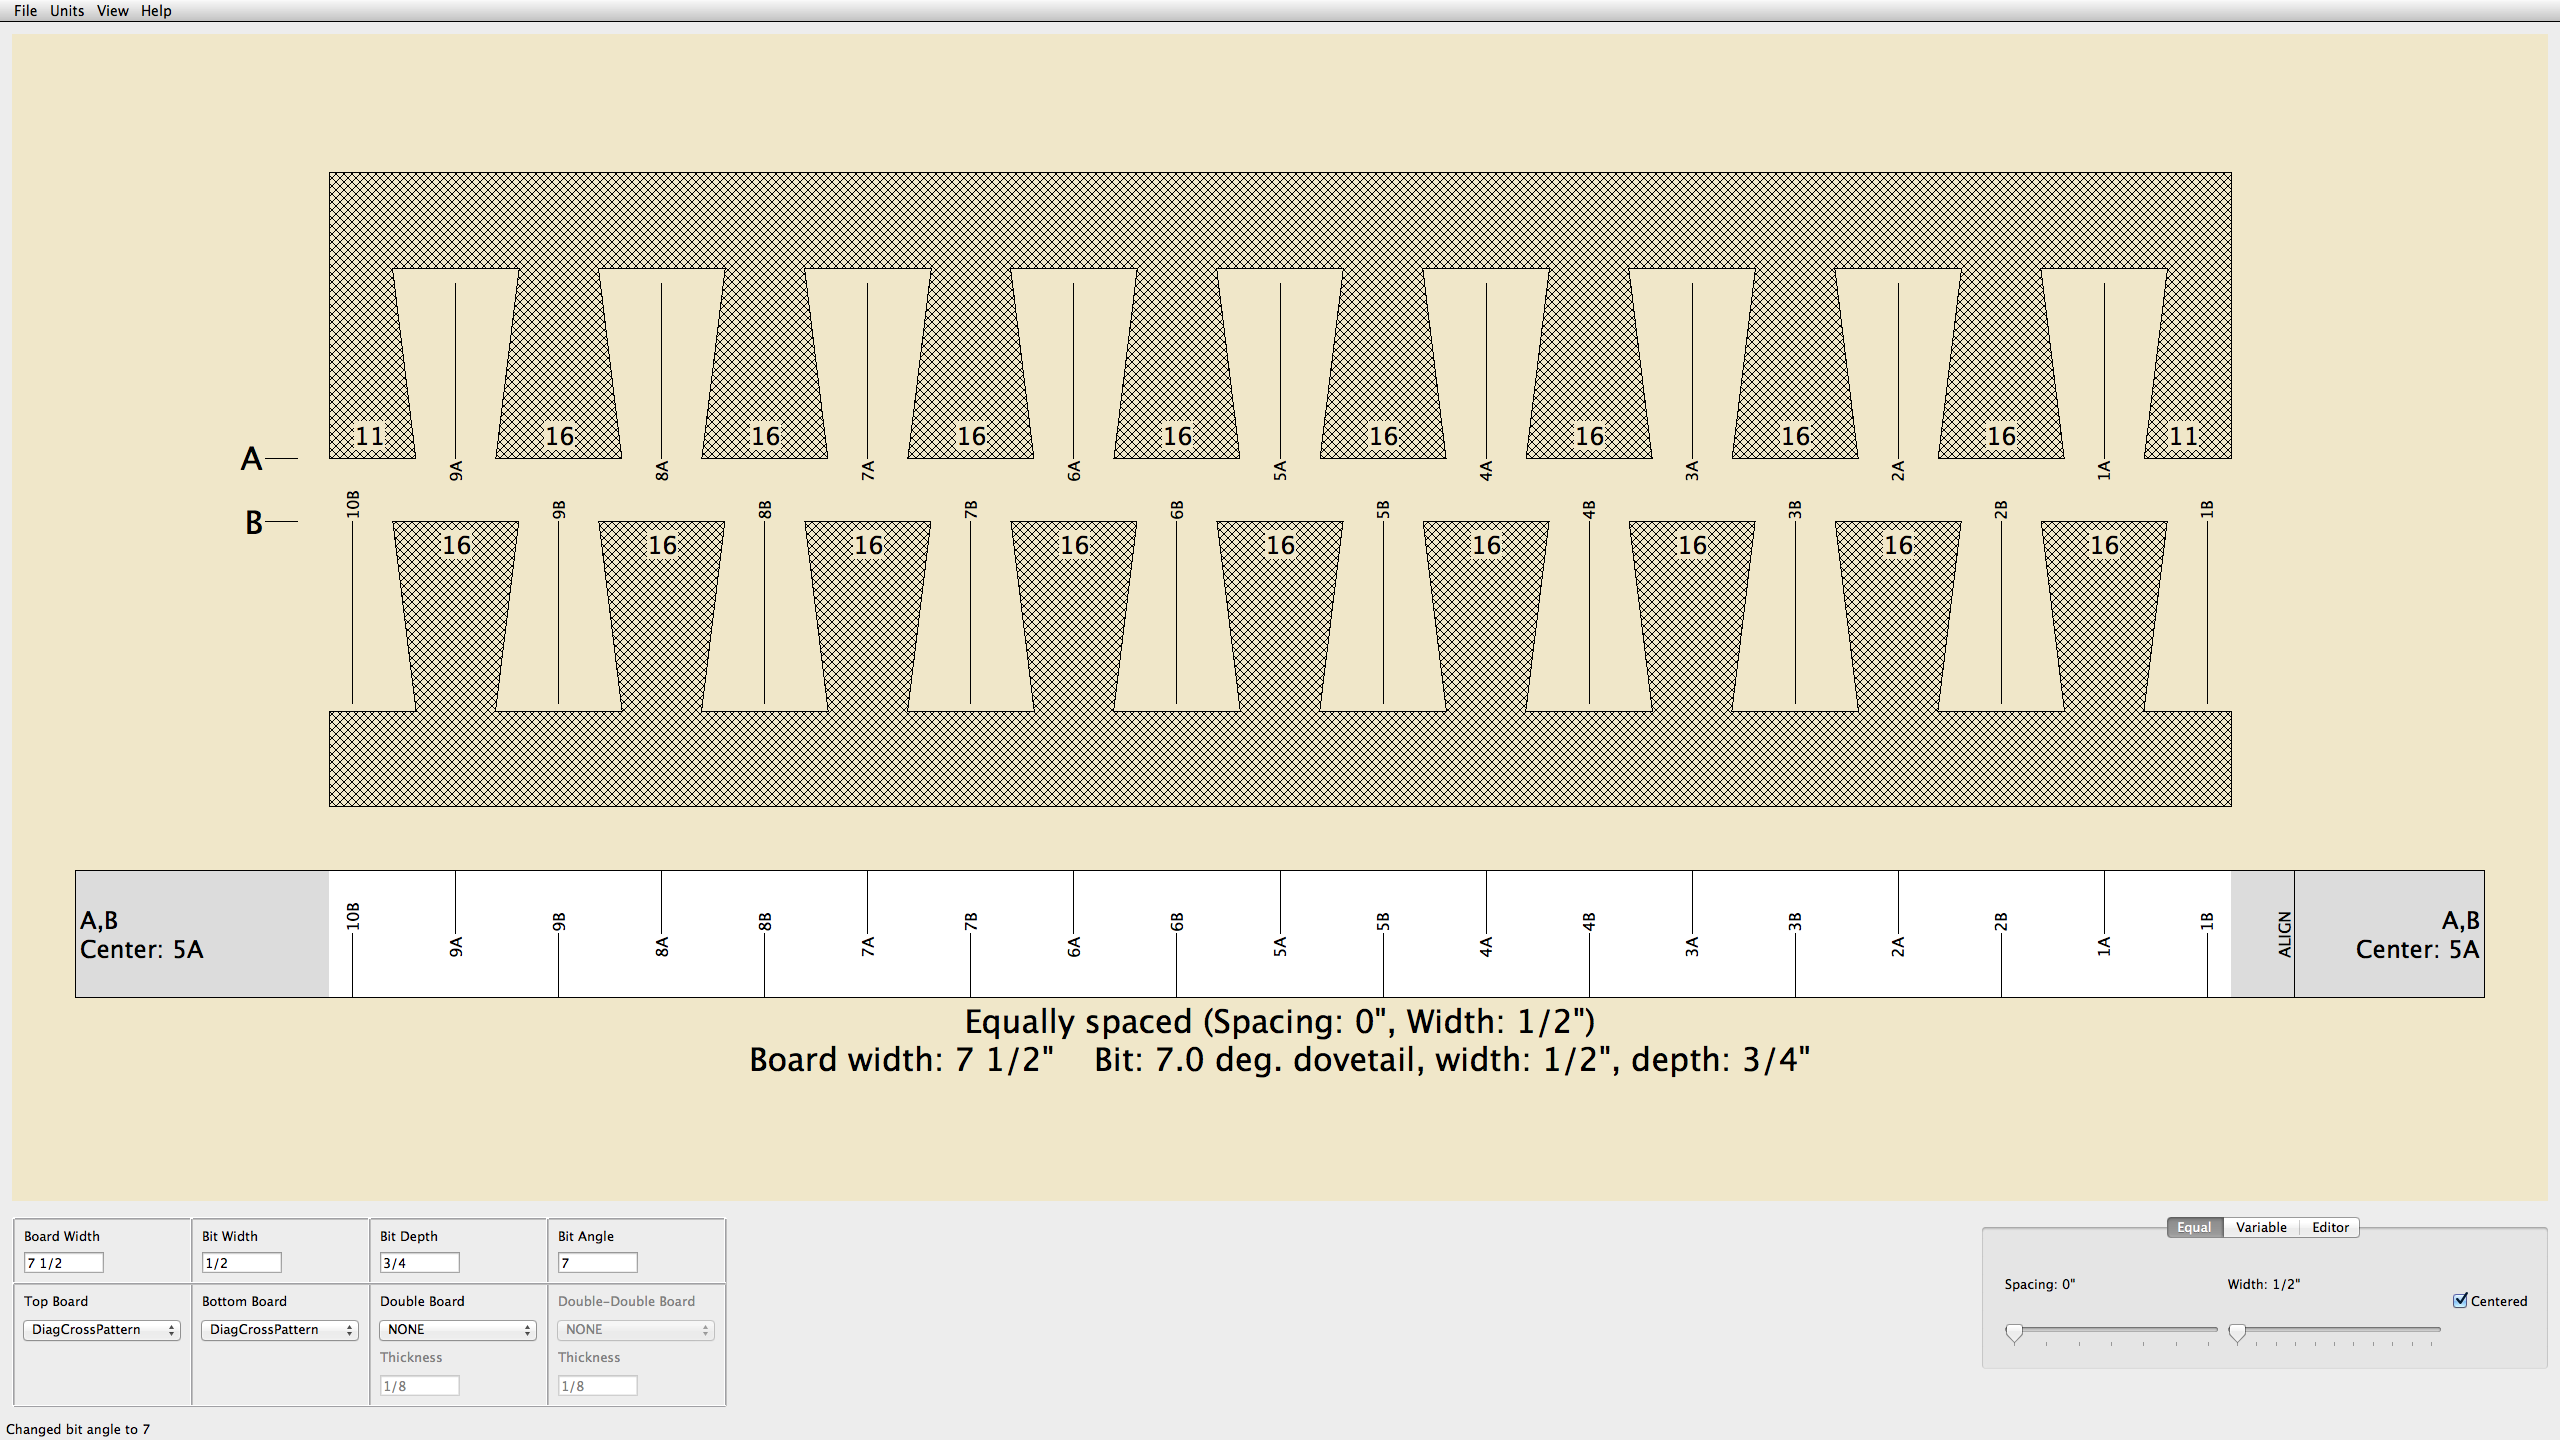 File Units View Help
11 16 16 16 16 16 16 16 16 11
A
9A 8A 7A 6A 5A 4A 3A 2A 1A
10B 9B 8B 7B 6B 5B 4B 3B 2B 1B
B
16 16 16 16 16 16 16 16 16
A,B
Center: 5A
10B 9A 9B 8A 8B 7A 7B 6A 6B 5A 5B 4A 4B 3A 3B 2A 2B 1A 1B
ALIGN
A,B
Center: 5A
Equally spaced (Spacing: 0", Width: 1/2")
Board width: 7 1/2" Bit: 7.0 deg. dovetail, width: 1/2", depth: 3/4"
Board Width Bit Width Bit Depth Bit Angle
7 1/2 1/2 3/4 7
Top Board Bottom Board Double Board Double-Double Board
DiagCrossPattern DiagCrossPattern NONE NONE
Thickness Thickness
1/8 1/8
Equal Variable Editor
Spacing: 0" Width: 1/2"
Centered
Changed bit angle to 7